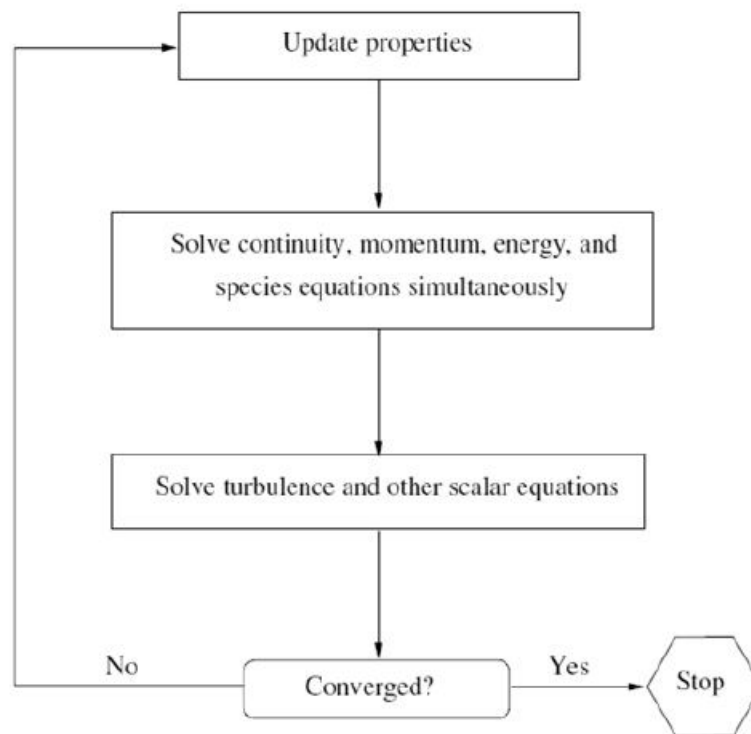 Update properties
Solve continuity, momentum, energy, and
species equations simultaneously
Solve turbulence and other scalar equations
No
Converged?
Yes
Stop